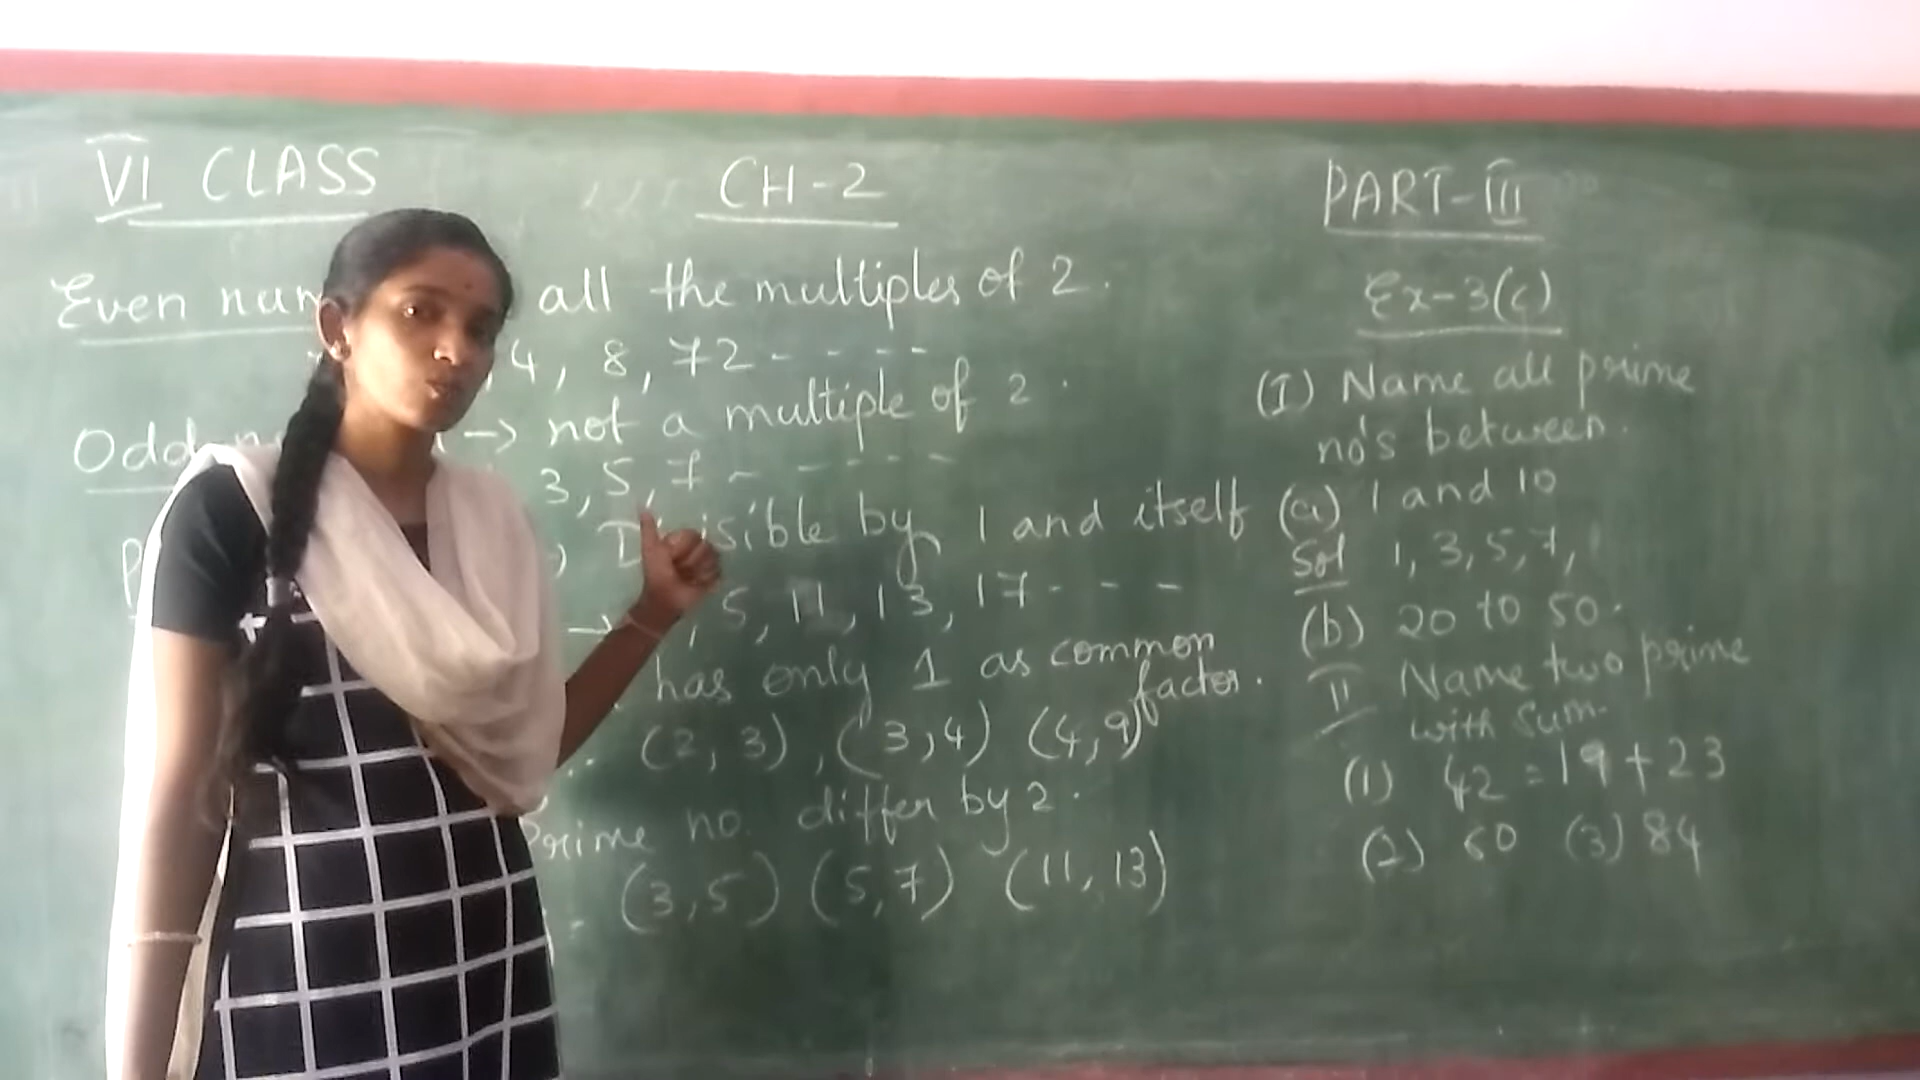 VI CLASS
CH-2
PART-III
Even num all the multiples of 2.
4, 8, 72 - - - -
Odd → not a multiple of 2.
3, 5, 7 - - - - -
Divisible by 1 and itself
→ , 5, 11, 13, 17 - - -
has only 1 as common
factor.
(2, 3), (3, 4) (4, 9)
Prime no. differ by 2.
(3, 5) (5, 7) (11, 13)
Ex-3(c)
(I) Name all prime
no's between.
(a) 1 and 10
Sol 1, 3, 5, 7,
(b) 20 to 50.
II Name two prime
with sum.
(1) 42 = 19 + 23
(2) 60 (3) 84